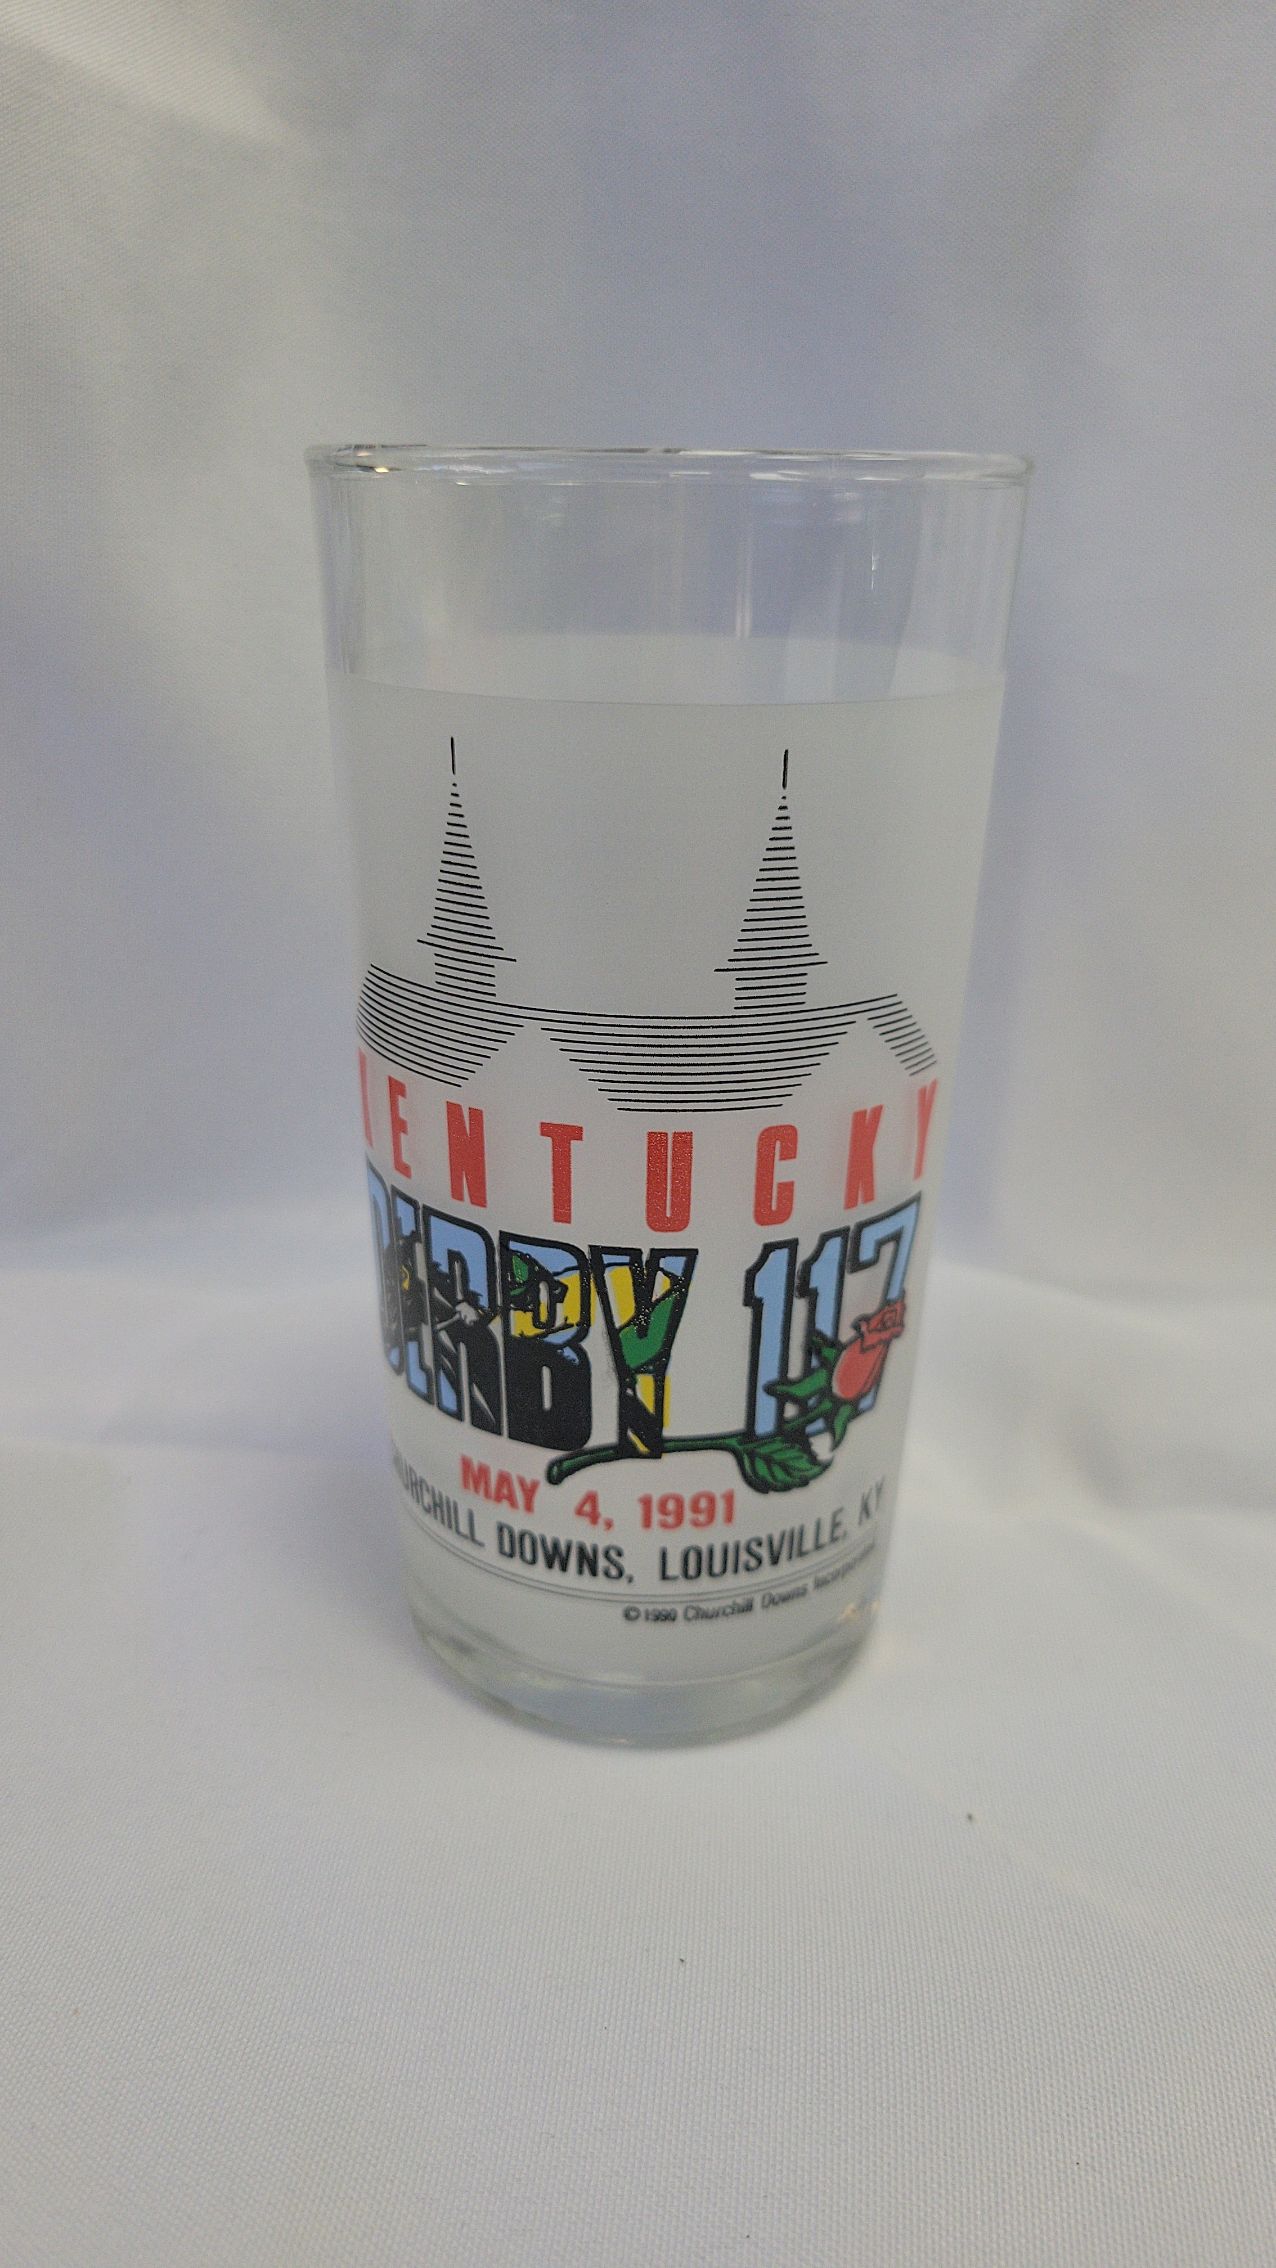 KENTUCKY
DERBY 117
MAY 4, 1991
CHURCHILL DOWNS, LOUISVILLE, KY
© 1990 Churchill Downs Incorporated